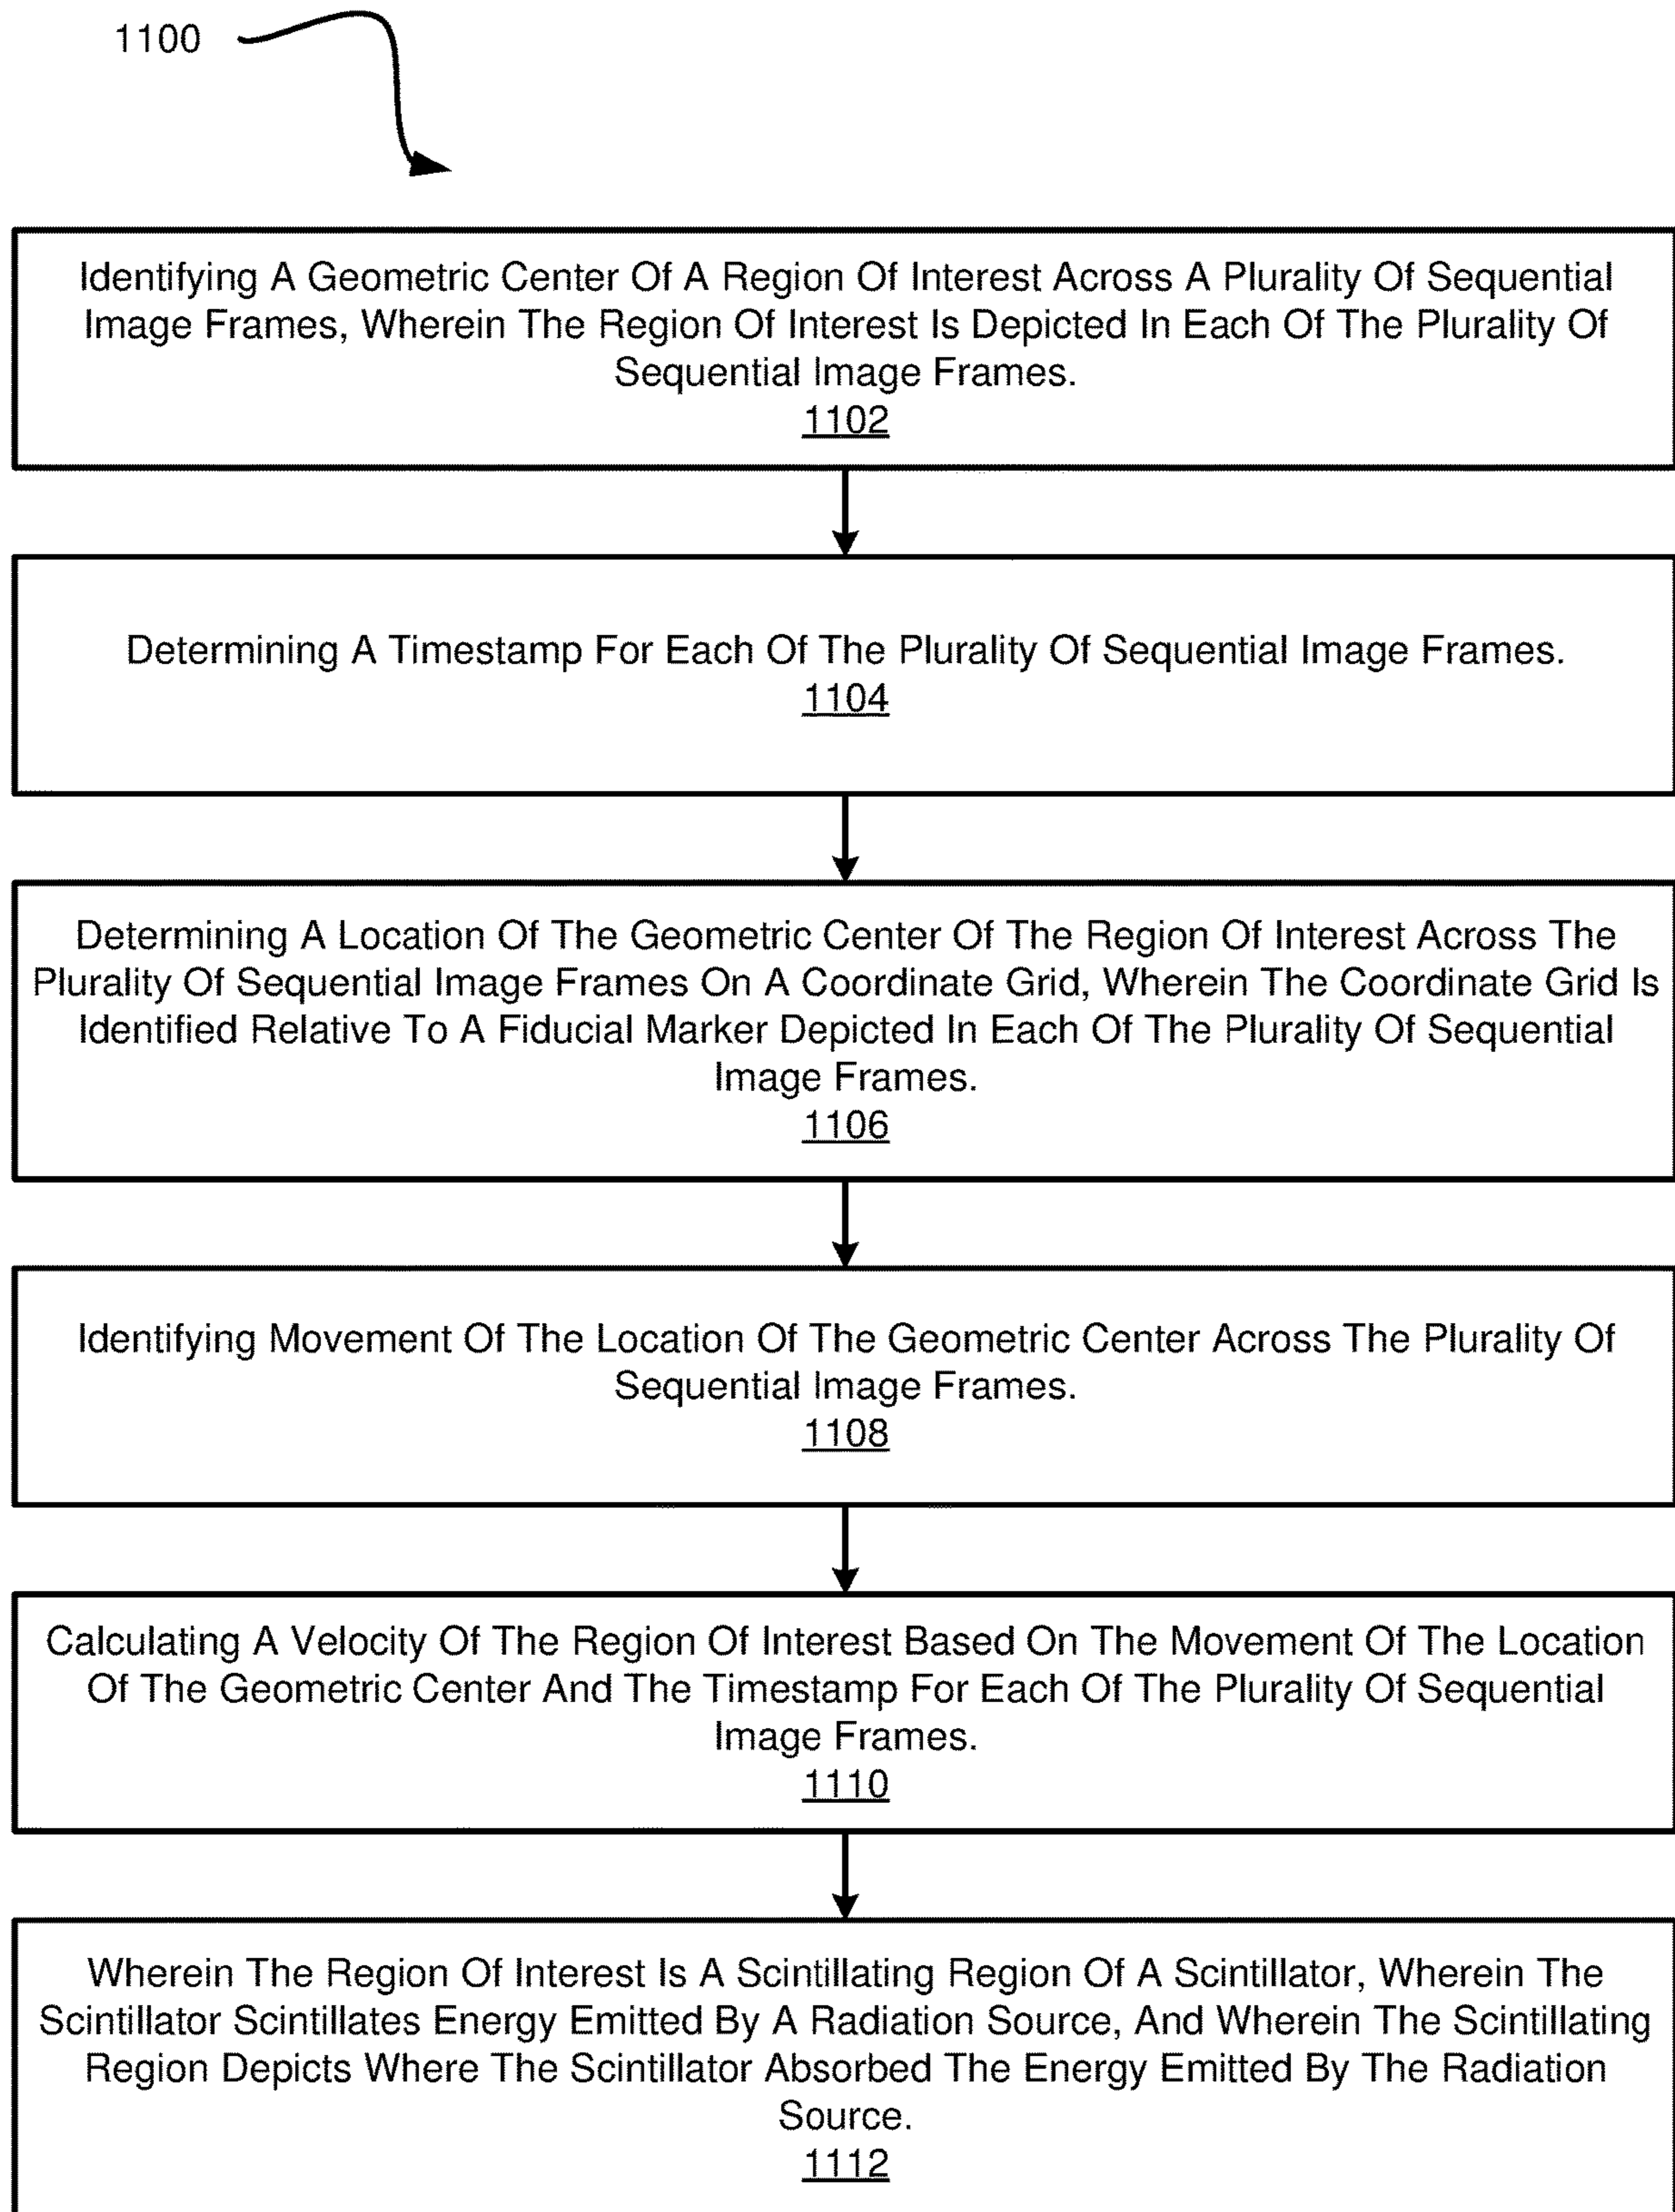 1100
Identifying A Geometric Center Of A Region Of Interest Across A Plurality Of Sequential
Image Frames, Wherein The Region Of Interest Is Depicted In Each Of The Plurality Of
Sequential Image Frames.
1102
Determining A Timestamp For Each Of The Plurality Of Sequential Image Frames.
1104
Determining A Location Of The Geometric Center Of The Region Of Interest Across The
Plurality Of Sequential Image Frames On A Coordinate Grid, Wherein The Coordinate Grid Is
Identified Relative To A Fiducial Marker Depicted In Each Of The Plurality Of Sequential
Image Frames.
1106
Identifying Movement Of The Location Of The Geometric Center Across The Plurality Of
Sequential Image Frames.
1108
Calculating A Velocity Of The Region Of Interest Based On The Movement Of The Location
Of The Geometric Center And The Timestamp For Each Of The Plurality Of Sequential
Image Frames.
1110
Wherein The Region Of Interest Is A Scintillating Region Of A Scintillator, Wherein The
Scintillator Scintillates Energy Emitted By A Radiation Source, And Wherein The Scintillating
Region Depicts Where The Scintillator Absorbed The Energy Emitted By The Radiation
Source.
1112